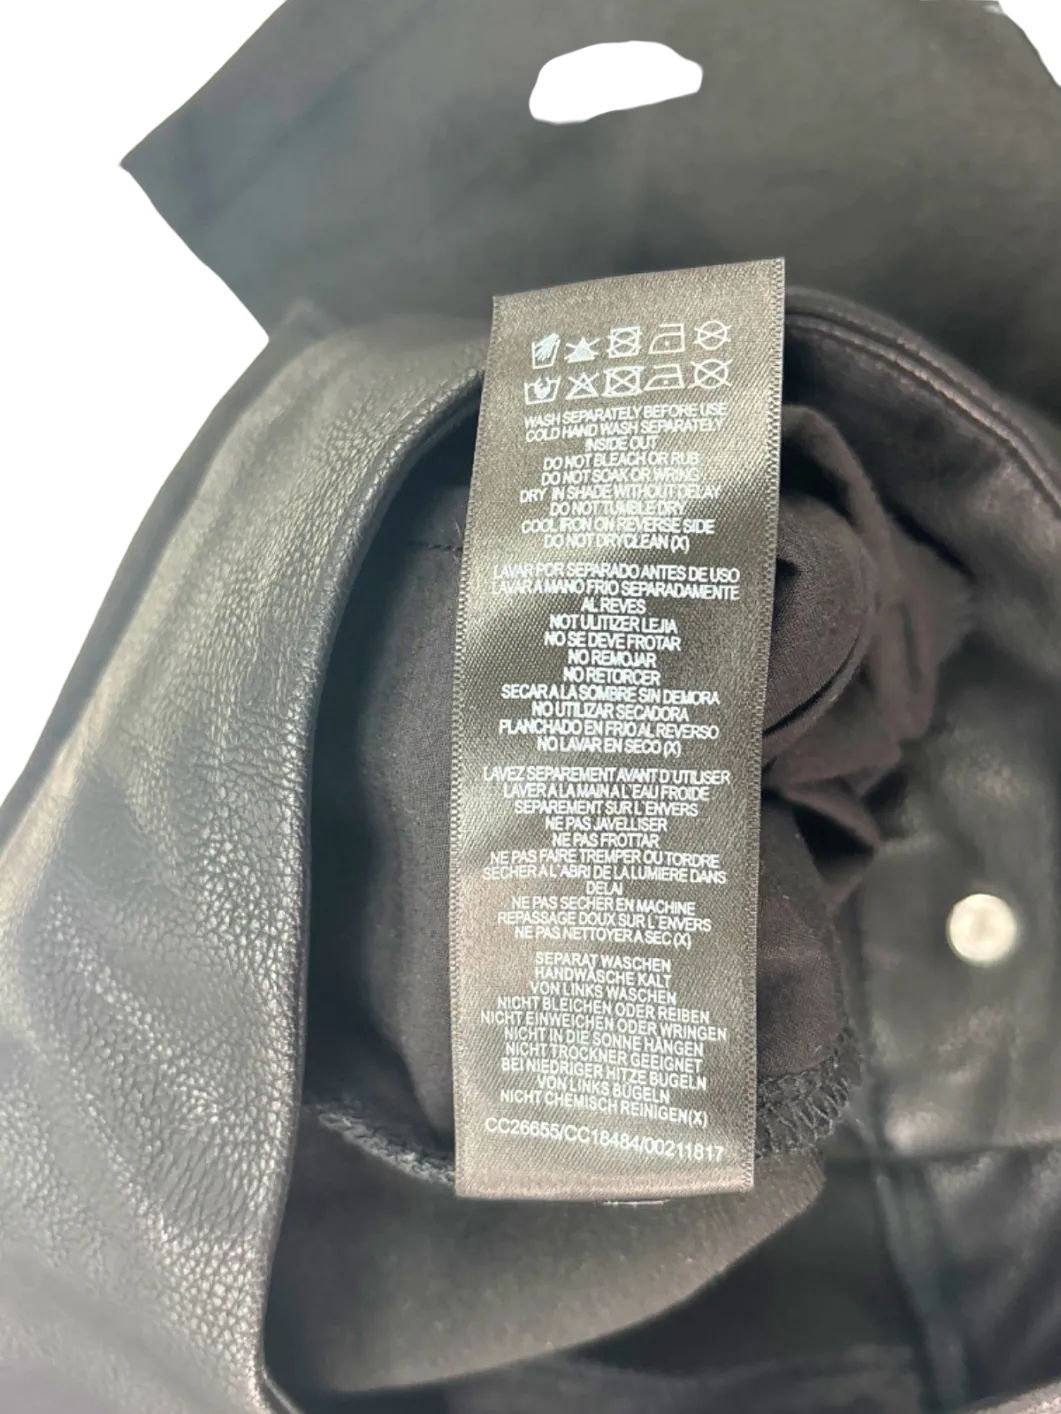 WASH SEPARATELY BEFORE USE
COLD HAND WASH SEPARATELY
INSIDE OUT
DO NOT BLEACH OR RUB
DO NOT SOAK OR WRING
DRY IN SHADE WITHOUT DELAY
DO NOT TUMBLE DRY
COOL IRON ON REVERSE SIDE
DO NOT DRYCLEAN (X)
LAVAR POR SEPARADO ANTES DE USO
LAVAR A MANO FRIO SEPARADAMENTE
AL REVES
NOT ULITIZER LEJIA
NO SE DEVE FROTAR
NO REMOJAR
NO RETORCER
SECAR A LA SOMBRE SIN DEMORA
NO UTILIZAR SECADORA
PLANCHADO EN FRIO AL REVERSO
NO LAVAR EN SECO (X)
LAVEZ SEPAREMENT AVANT D'UTILISER
LAVER A LA MAIN A L'EAU FROIDE
SEPAREMENT SUR L'ENVERS
NE PAS JAVELLISER
NE PAS FROTTAR
NE PAS FAIRE TREMPER OU TORDRE
SECHER A L'ABRI DE LA LUMIERE DANS
DELAI
NE PAS SECHER EN MACHINE
REPASSAGE DOUX SUR L'ENVERS
NE PAS NETTOYER A SEC (X)
SEPARAT WASCHEN
HANDWÄSCHE KALT
VON LINKS WASCHEN
NICHT BLEICHEN ODER REIBEN
NICHT EINWEICHEN ODER WRINGEN
NICHT IN DIE SONNE HÄNGEN
NICHT TROCKNER GEEIGNET
BEI NIEDRIGER HITZE BÜGELN
VON LINKS BÜGELN
NICHT CHEMISCH REINIGEN(X)
CC26655/CC18484/00211817